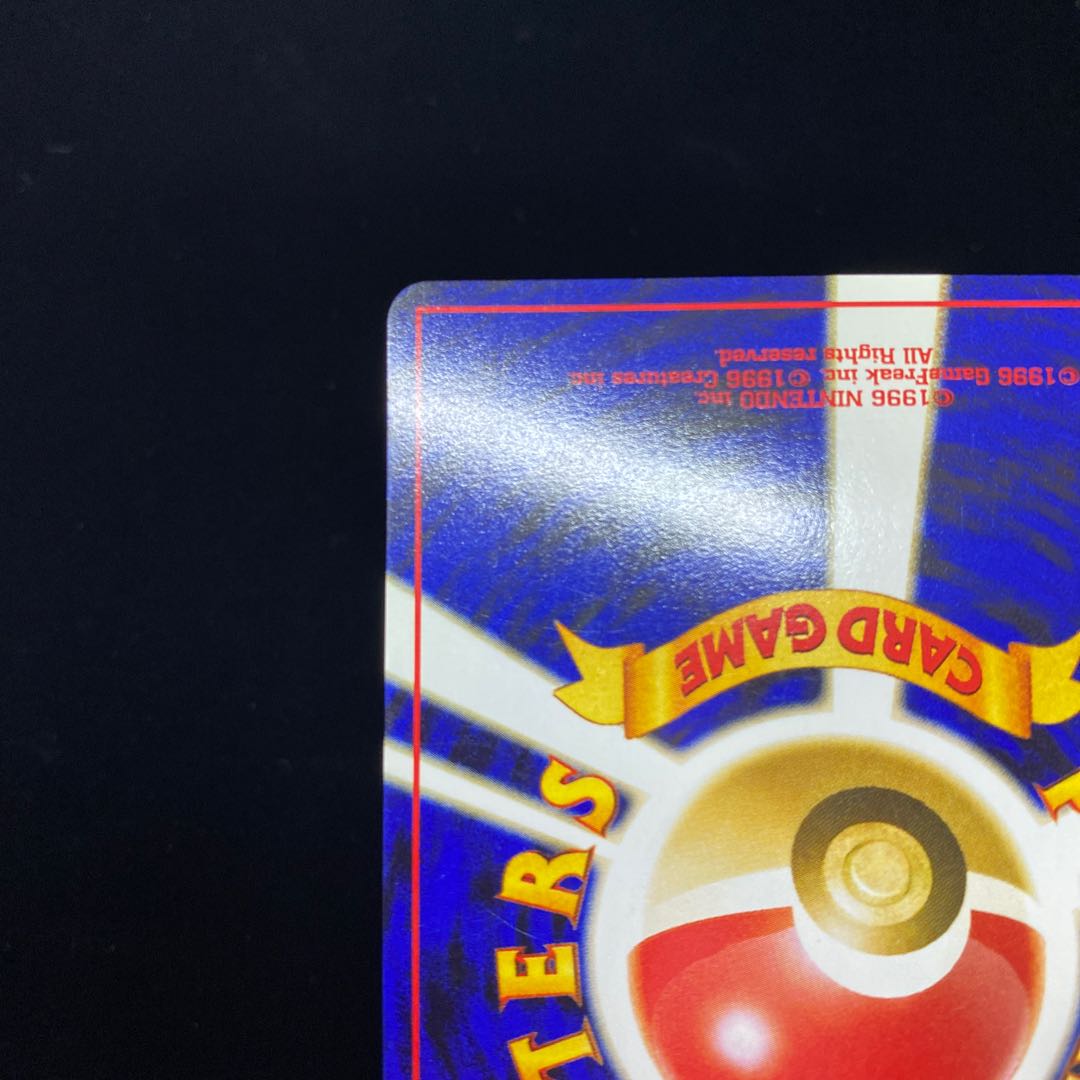 ©1996 NINTENDO inc.
©1996 GameFreak inc. ©1996 Creatures inc.
All Rights reserved.
CARD GAME
TERS